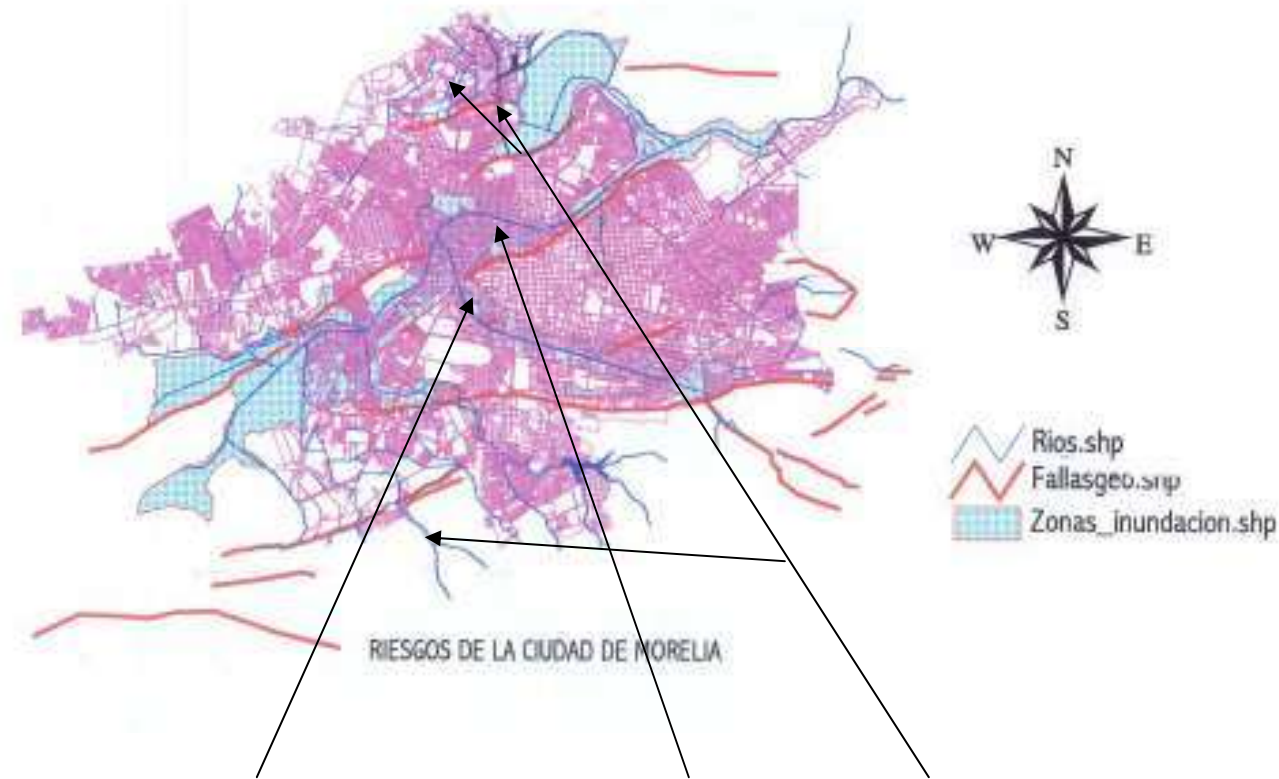 N
W E
S
Rios.shp
Fallasgeo.shp
Zonas_inundacion.shp
RIESGOS DE LA CIUDAD DE MORELIA